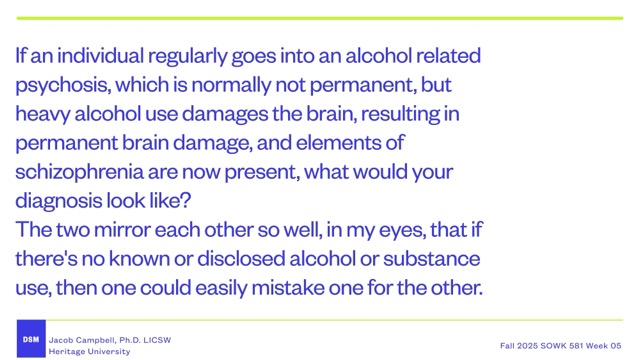 If an individual regularly goes into an alcohol related
psychosis, which is normally not permanent, but
heavy alcohol use damages the brain, resulting in
permanent brain damage, and elements of
schizophrenia are now present, what would your
diagnosis look like?
The two mirror each other so well, in my eyes, that if
there's no known or disclosed alcohol or substance
use, then one could easily mistake one for the other.
DSM
Jacob Campbell, Ph.D. LICSW
Heritage University
Fall 2025 SOWK 581 Week 05